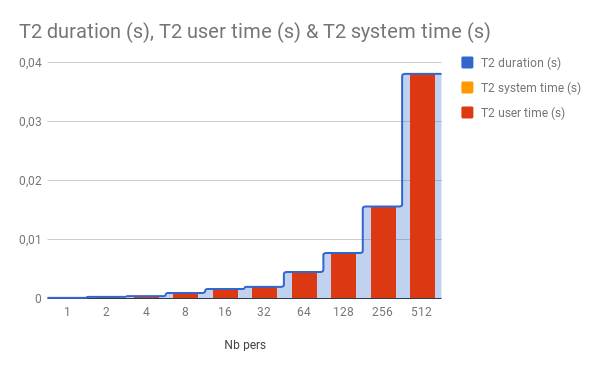 T2 duration (s), T2 user time (s) & T2 system time (s)
0,04
0,03
0,02
0,01
0
1 2 4 8 16 32 64 128 256 512
Nb pers
T2 duration (s)
T2 system time (s)
T2 user time (s)